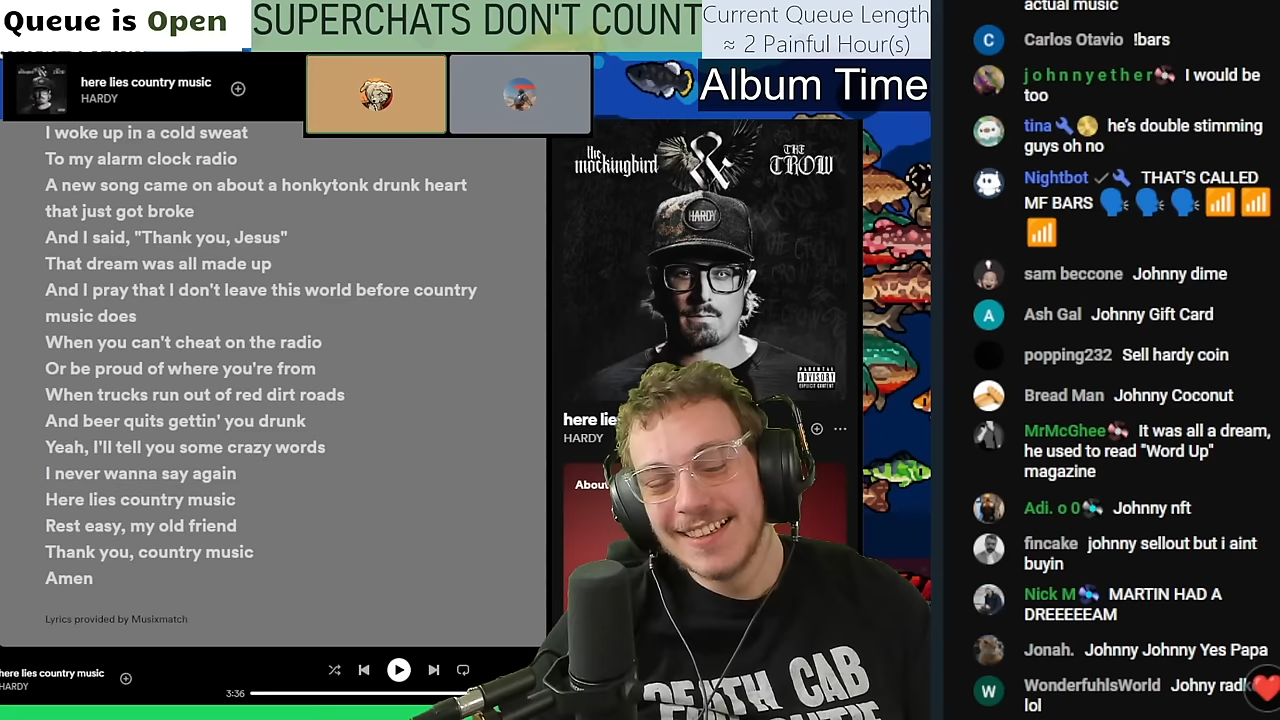 Queue is Open
SUPERCHATS DON'T COUNT
Current Queue Length
≈ 2 Painful Hour(s)
Album Time
here lies country music
HARDY
I woke up in a cold sweat
To my alarm clock radio
A new song came on about a honkytonk drunk heart
that just got broke
And I said, "Thank you, Jesus"
That dream was all made up
And I pray that I don't leave this world before country
music does
When you can't cheat on the radio
Or be proud of where you're from
When trucks run out of red dirt roads
And beer quits gettin' you drunk
Yeah, I'll tell you some crazy words
I never wanna say again
Here lies country music
Rest easy, my old friend
Thank you, country music
Amen
Lyrics provided by Musixmatch
here lies country music
HARDY
3:36
the mockingbird
&
THE CROW
HARDY
PARENTAL
ADVISORY
EXPLICIT CONTENT
here lie
HARDY
Abou
DEATH CAB
actual music
Carlos Otavio !bars
johnnyether I would be
too
tina he's double stimming
guys oh no
Nightbot THAT'S CALLED
MF BARS
sam beccone Johnny dime
Ash Gal Johnny Gift Card
popping232 Sell hardy coin
Bread Man Johnny Coconut
MrMcGhee It was all a dream,
he used to read "Word Up"
magazine
Adi. o 0 Johnny nft
fincake johnny sellout but i aint
buyin
Nick M MARTIN HAD A
DREEEEEAM
Jonah. Johnny Johnny Yes Papa
WonderfuhlsWorld Johny radk
lol